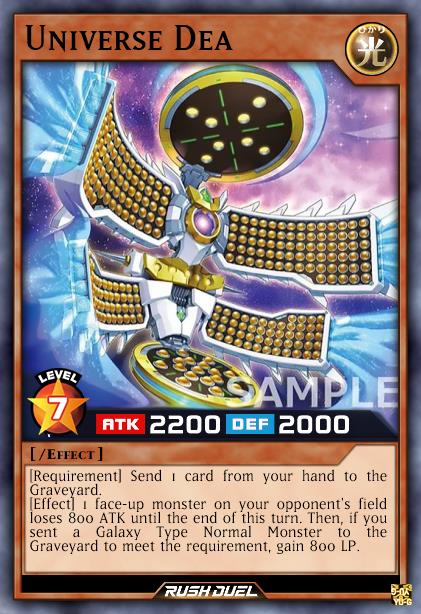 UNIVERSE DEA
ひかり
光
SAMPLE
LEVEL
7
ATK 2200 DEF 2000
[ /EFFECT ]
[Requirement] Send 1 card from your hand to the
Graveyard.
[Effect] 1 face-up monster on your opponent's field
loses 800 ATK until the end of this turn. Then, if you
sent a Galaxy Type Normal Monster to the
Graveyard to meet the requirement, gain 800 LP.
RUSH DUEL